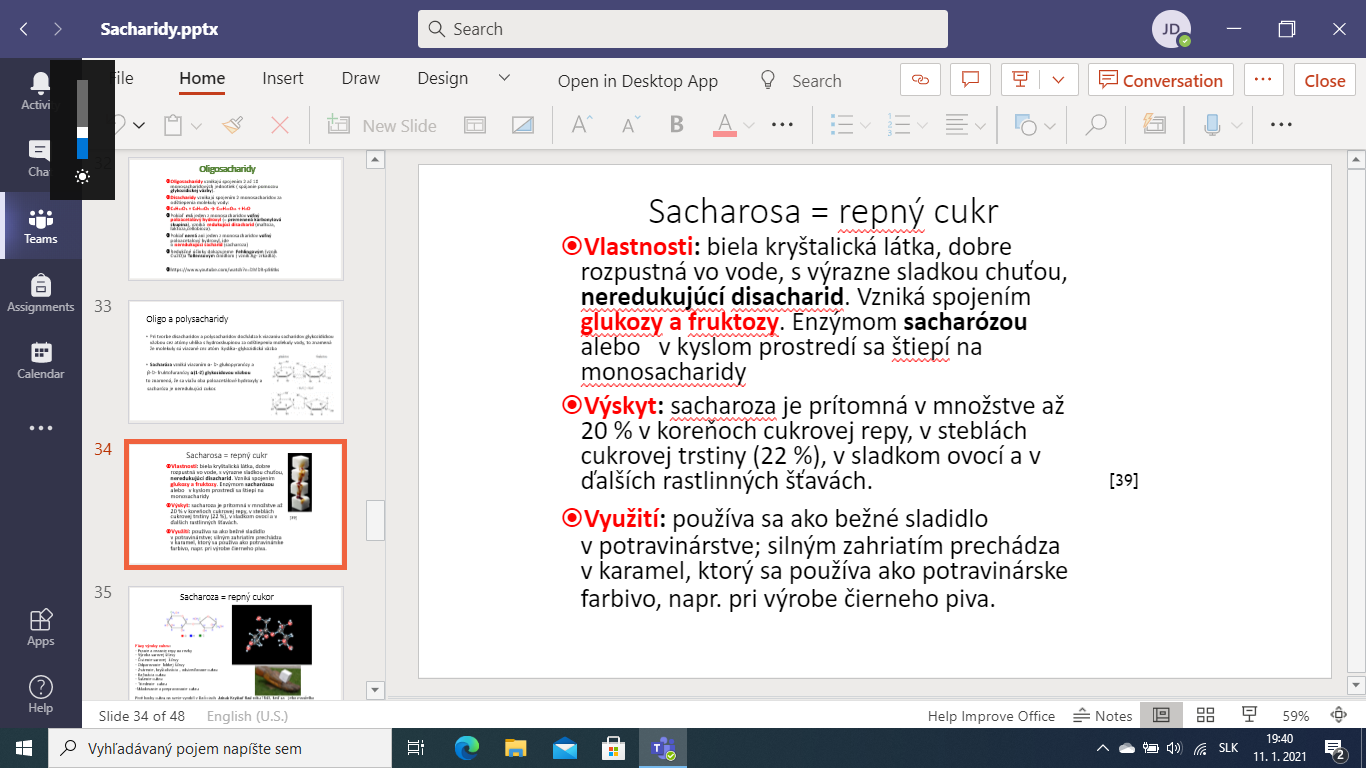 Sacharidy.pptx
Search
JD
File
Home
Insert
Draw
Design
Open in Desktop App
Search
Conversation
Close
New Slide
Teams
Assignments
Calendar
Apps
Help
Oligosacharidy
33
Oligo a polysacharidy
34
Sacharosa = repný cukr
Vlastnosti: biela kryštalická látka, dobre
rozpustná vo vode, s výrazne sladkou chuťou,
neredukujúcí disacharid. Vzniká spojením
glukozy a fruktozy. Enzýmom sacharózou
alebo v kyslom prostredí sa štiepi na
monosacharidy
Výskyt: sacharoza je prítomná v množstve až
20 % v koreňoch cukrovej repy, v steblách
cukrovej trstiny (22 %), v sladkom ovocí a v
ďalších rastlinných šťavách.
[39]
Využití: používa sa ako bežné sladidlo
v potravinárstve; silným zahriatím prechádza
v karamel, ktorý sa používa ako potravinárske
farbivo, napr. pri výrobe čierneho piva.
35
Sacharoza = repný cukor
Sacharosa = repný cukr
Vlastnosti: biela kryštalická látka, dobre
rozpustná vo vode, s výrazne sladkou chuťou,
neredukujúcí disacharid. Vzniká spojením
glukozy a fruktozy. Enzýmom sacharózou
alebo v kyslom prostredí sa štiepi na
monosacharidy
Výskyt: sacharoza je prítomná v množstve až
20 % v koreňoch cukrovej repy, v steblách
cukrovej trstiny (22 %), v sladkom ovocí a v
ďalších rastlinných šťavách.
[39]
Využití: používa sa ako bežné sladidlo
v potravinárstve; silným zahriatím prechádza
v karamel, ktorý sa používa ako potravinárske
farbivo, napr. pri výrobe čierneho piva.
Slide 34 of 48
English (U.S.)
Help Improve Office
Notes
59%
Vyhľadávaný pojem napíšte sem
SLK
19:40
11. 1. 2021
2